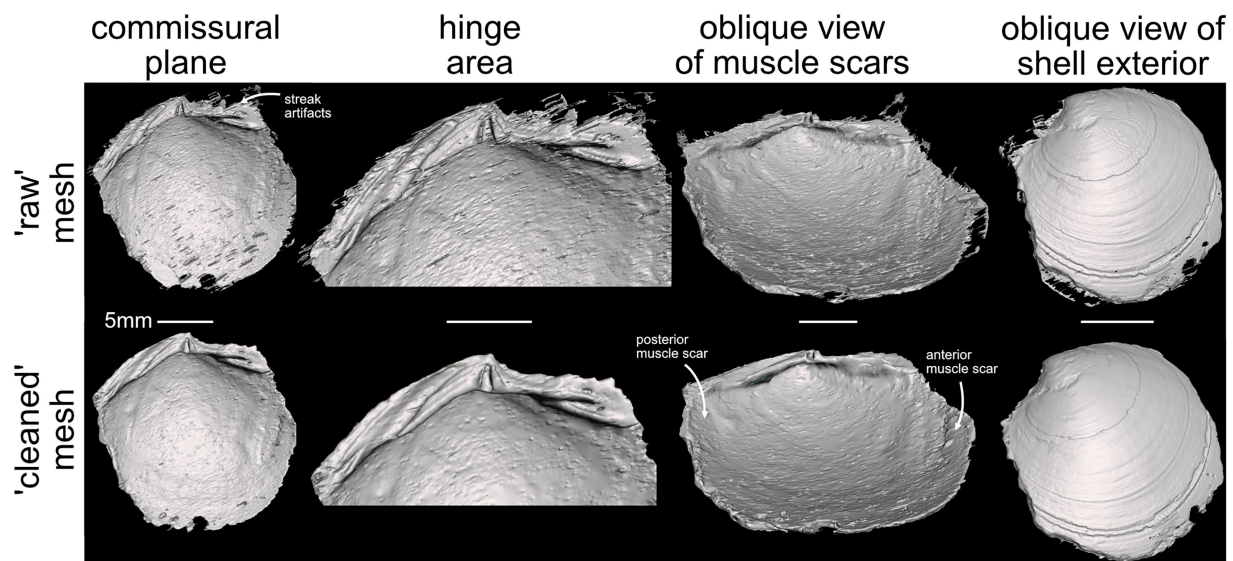 commissural
plane
hinge
area
oblique view
of muscle scars
oblique view of
shell exterior
'raw'
mesh
streak
artifacts
5mm
'cleaned'
mesh
posterior
muscle scar
anterior
muscle scar